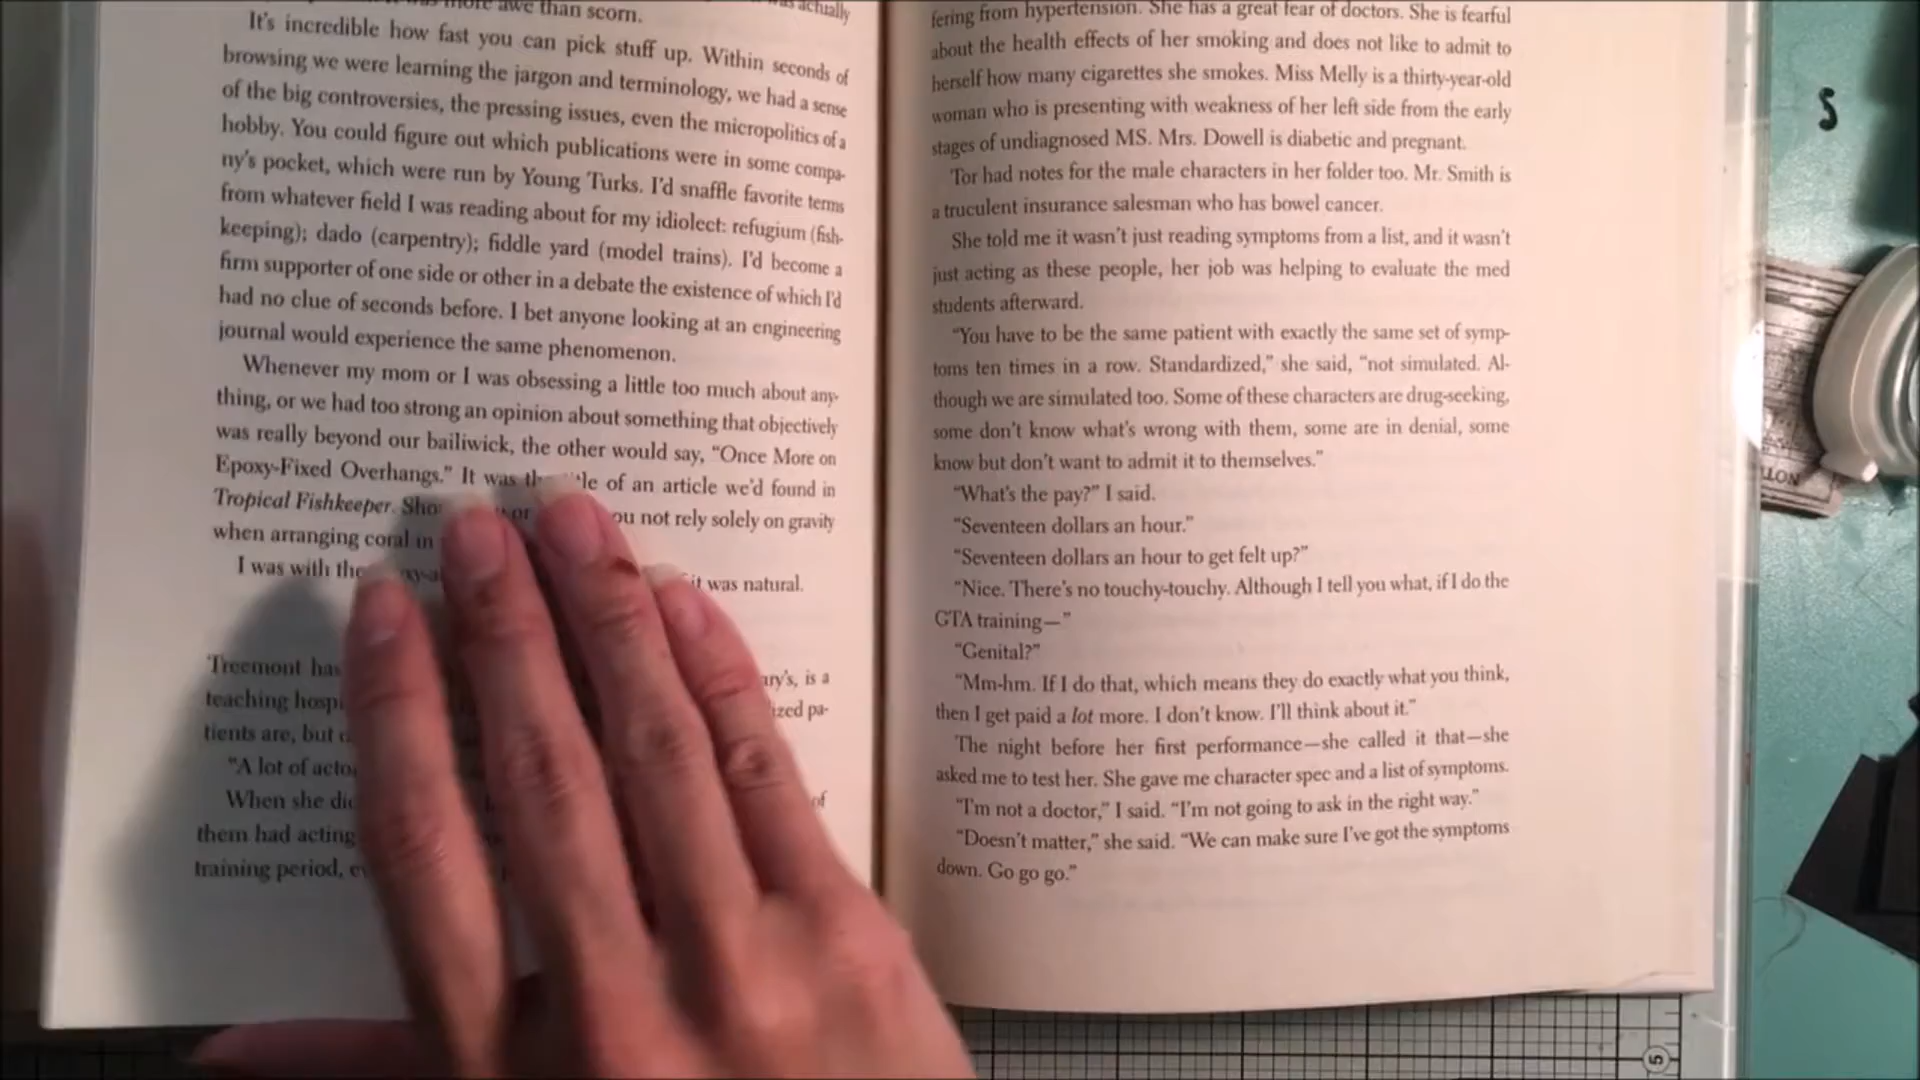 more awe than scorn.
was actually
It's incredible how fast you can pick stuff up. Within seconds of
browsing we were learning the jargon and terminology, we had a sense
of the big controversies, the pressing issues, even the micropolitics of a
hobby. You could figure out which publications were in some compa-
ny's pocket, which were run by Young Turks. I'd snaffle favorite terms
from whatever field I was reading about for my idiolect: refugium (fish-
keeping); dado (carpentry); fiddle yard (model trains). I'd become a
firm supporter of one side or other in a debate the existence of which I'd
had no clue of seconds before. I bet anyone looking at an engineering
journal would experience the same phenomenon.
Whenever my mom or I was obsessing a little too much about any-
thing, or we had too strong an opinion about something that objectively
was really beyond our bailiwick, the other would say, "Once More on
Epoxy-Fixed Overhangs." It was of an article we'd found in
Tropical Fishkeeper. not rely solely on gravity
when arranging coral in
I was with the it was natural.
Treemont has is a
teaching pa-
tients are, but
"A lot of
When she of
them had acting
training period,
fering from hypertension. She has a great fear of doctors. She is fearful
about the health effects of her smoking and does not like to admit to
herself how many cigarettes she smokes. Miss Melly is a thirty-year-old
woman who is presenting with weakness of her left side from the early
stages of undiagnosed MS. Mrs. Dowell is diabetic and pregnant.
Tor had notes for the male characters in her folder too. Mr. Smith is
a truculent insurance salesman who has bowel cancer.
She told me it wasn't just reading symptoms from a list, and it wasn't
just acting as these people, her job was helping to evaluate the med
students afterward.
"You have to be the same patient with exactly the same set of symp-
toms ten times in a row. Standardized," she said, "not simulated. Al-
though we are simulated too. Some of these characters are drug-seeking,
some don't know what's wrong with them, some are in denial, some
know but don't want to admit it to themselves."
"What's the pay?" I said.
"Seventeen dollars an hour."
"Seventeen dollars an hour to get felt up?"
"Nice. There's no touchy-touchy. Although I tell you what, if I do the
GTA training—"
"Genital?"
"Mm-hm. If I do that, which means they do exactly what you think,
then I get paid a lot more. I don't know. I'll think about it."
The night before her first performance—she called it that—she
asked me to test her. She gave me character spec and a list of symptoms.
"I'm not a doctor," I said. "I'm not going to ask in the right way."
"Doesn't matter," she said. "We can make sure I've got the symptoms
down. Go go go."
S
LON
5